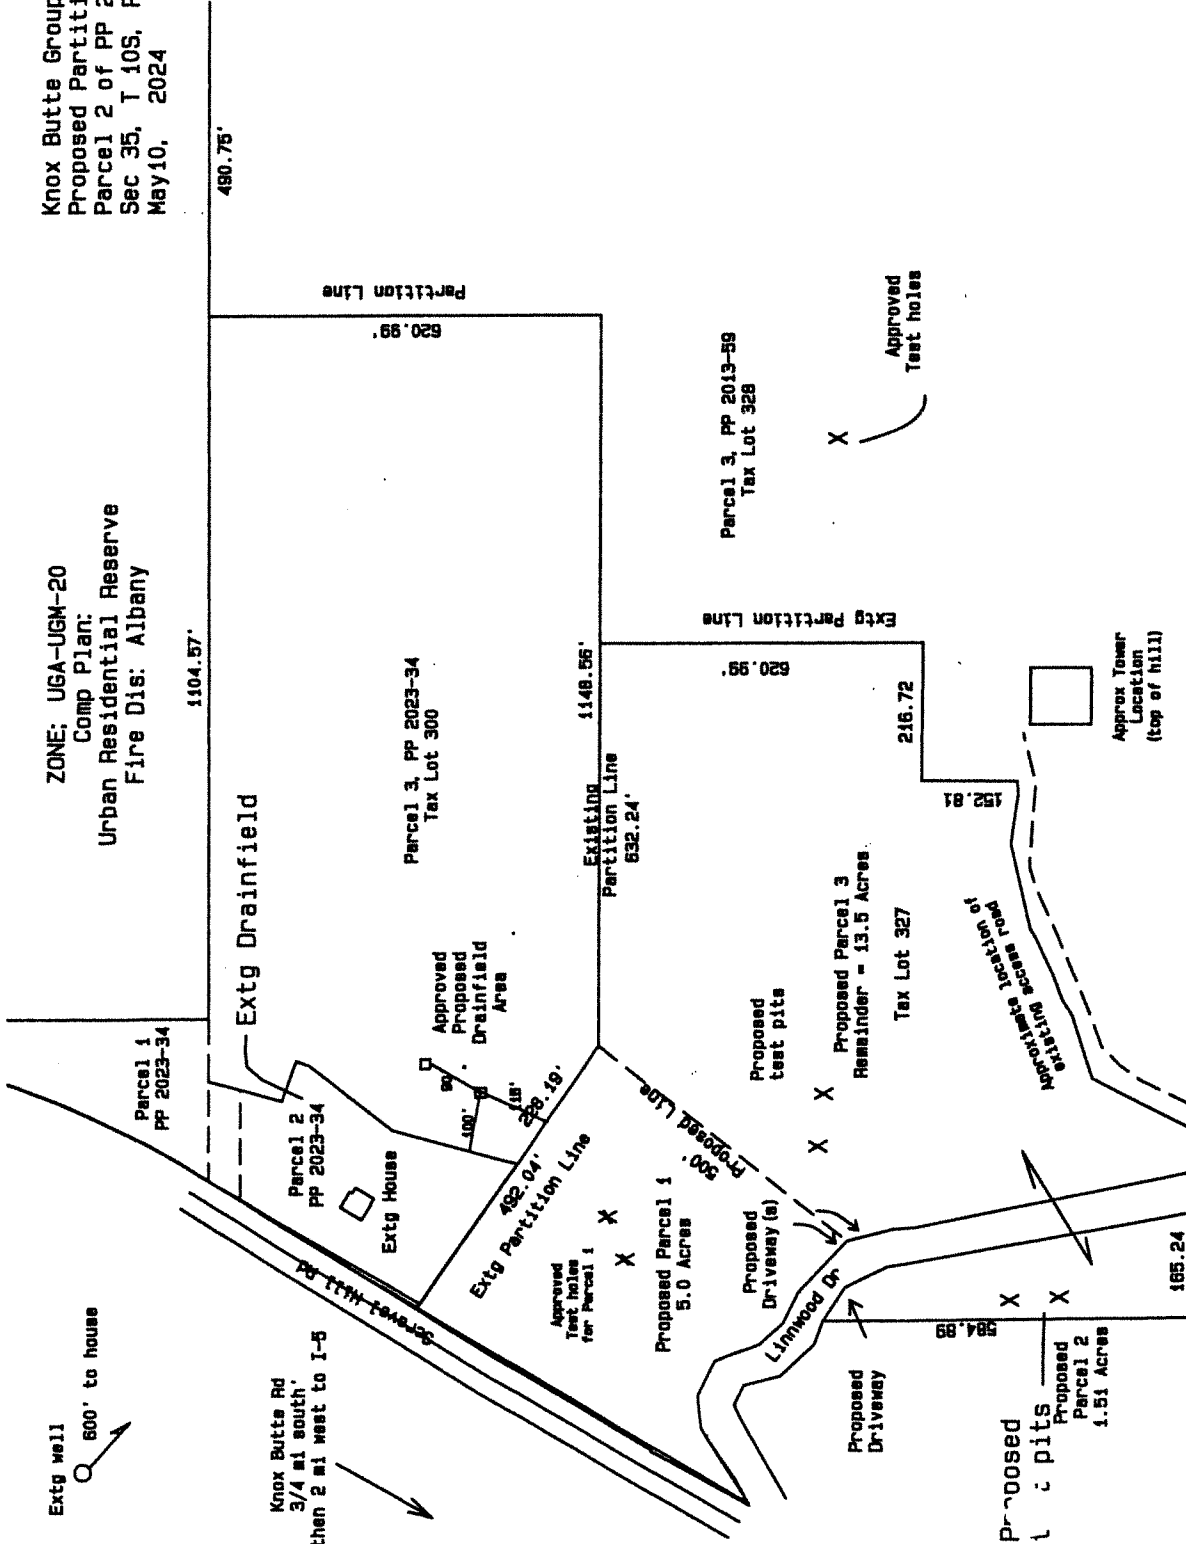 Knox Butte Group
Proposed Partiti
Parcel 2 of PP 2
Sec 35, T 10S, R
May10, 2024
490.75'
ZONE: UGA-UGM-20
Comp Plan:
Urban Residential Reserve
Fire Dis: Albany
1104.57'
Partition Line
620.99'
Extg Drainfield
Parcel 3, PP 2023-34
Tax Lot 300
Parcel 1
PP 2023-34
Parcel 2
PP 2023-34
Extg House
Approved
Proposed
Drainfield
Area
90'
100'
115'
228.19'
492.04'
Extg Partition Line
1148.56'
Existing
Partition Line
632.24'
Parcel 3, PP 2013-59
Tax Lot 328
Approved
Test holes
X
Extg Partition Line
620.99'
216.72
152.81
Approx Tower
Location
(top of hill)
Approximate location of
existing access road
Proposed
test pits
X X
Proposed Parcel 3
Remainder = 13.5 Acres
Tax Lot 327
Proposed Line
500'
Approved
Test holes
for Parcel 1
X X
Proposed Parcel 1
5.0 Acres
Proposed
Driveway(s)
Linnwood Dr
Scravel Hill Rd
Extg well
600' to house
Knox Butte Rd
3/4 mi south'
then 2 mi west to I-5
Proposed
Driveway
584.89
165.24
X X
Proposed
Parcel 2
1.51 Acres
pits